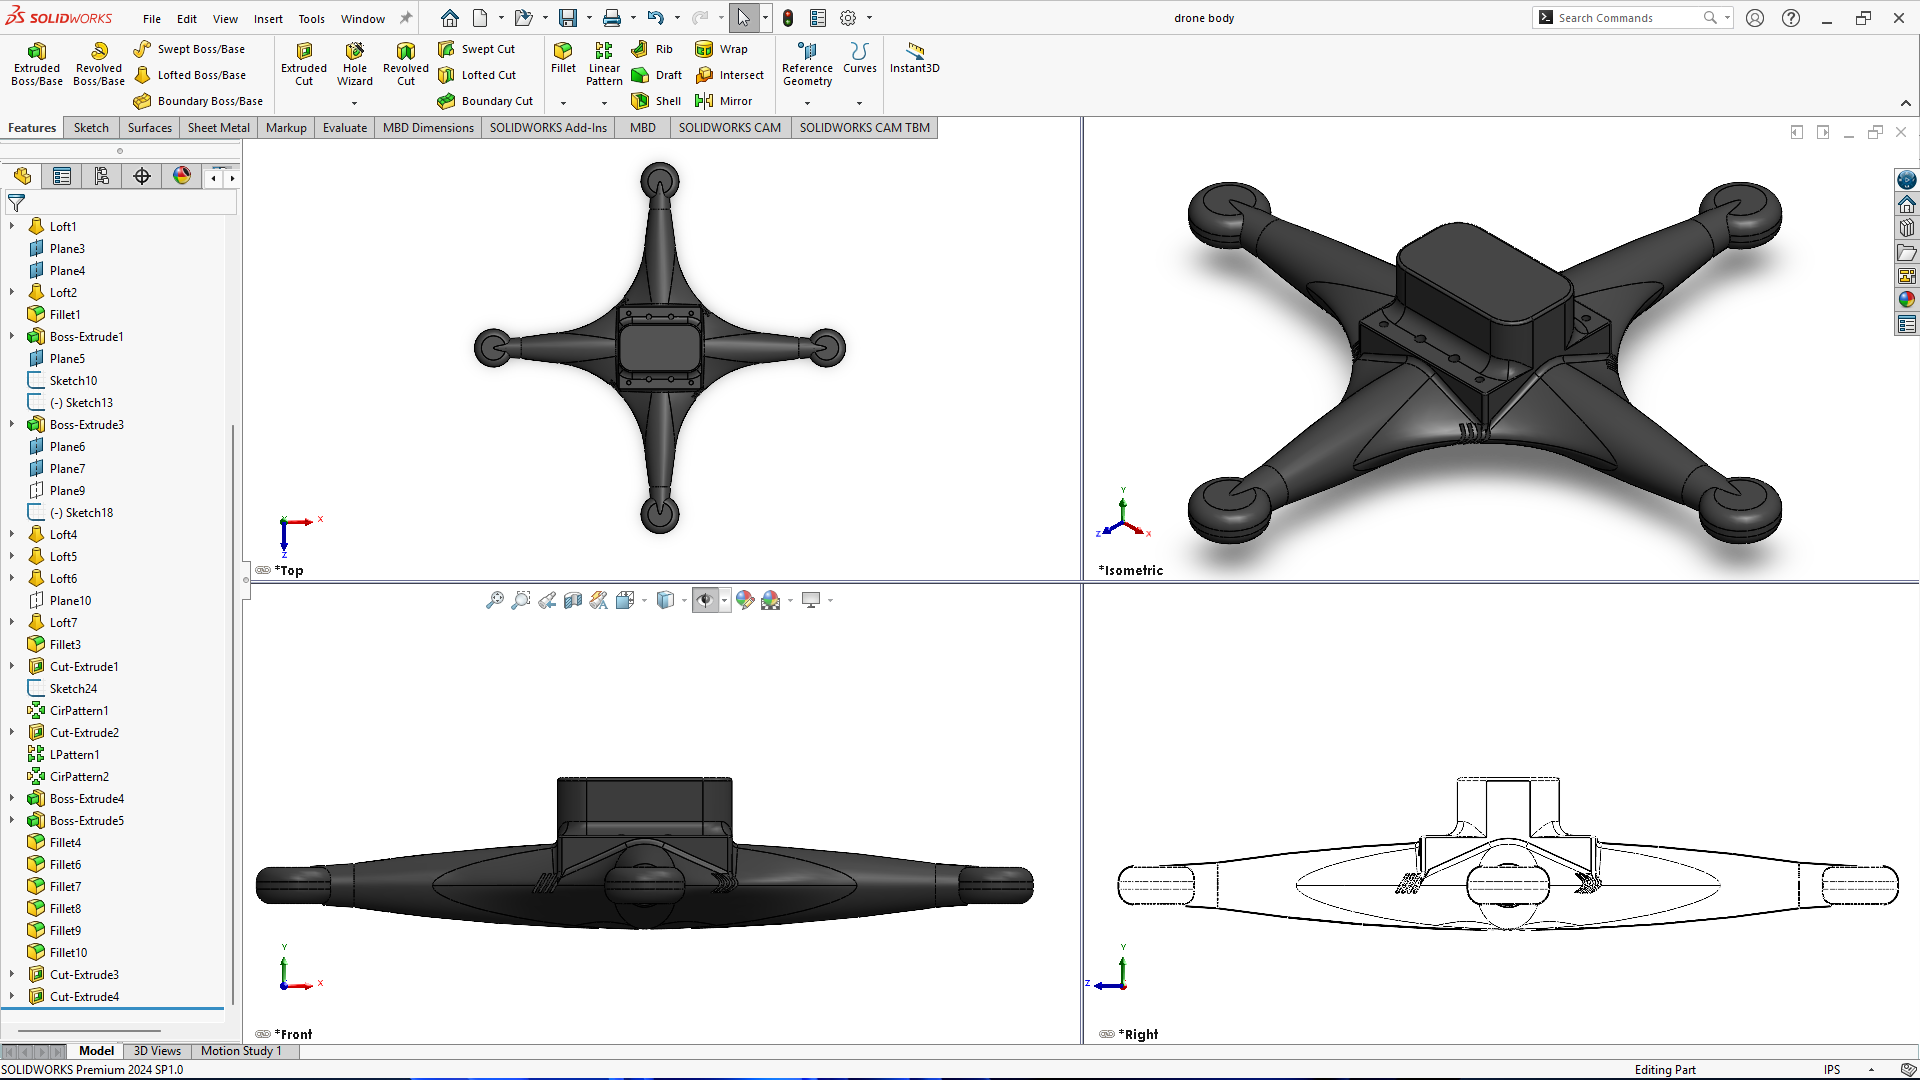 SOLIDWORKS File Edit View Insert Tools Window drone body Search Commands
Extruded Boss/Base
Revolved Boss/Base
Swept Boss/Base
Lofted Boss/Base
Boundary Boss/Base
Extruded Cut
Hole Wizard
Revolved Cut
Swept Cut
Lofted Cut
Boundary Cut
Fillet
Linear Pattern
Rib
Draft
Shell
Wrap
Intersect
Mirror
Reference Geometry
Curves
Instant3D
Features Sketch Surfaces Sheet Metal Markup Evaluate MBD Dimensions SOLIDWORKS Add-Ins MBD SOLIDWORKS CAM SOLIDWORKS CAM TBM
Loft1
Plane3
Plane4
Loft2
Fillet1
Boss-Extrude1
Plane5
Sketch10
(-) Sketch13
Boss-Extrude3
Plane6
Plane7
Plane9
(-) Sketch18
Loft4
Loft5
Loft6
Plane10
Loft7
Fillet3
Cut-Extrude1
Sketch24
CirPattern1
Cut-Extrude2
LPattern1
CirPattern2
Boss-Extrude4
Boss-Extrude5
Fillet4
Fillet6
Fillet7
Fillet8
Fillet9
Fillet10
Cut-Extrude3
Cut-Extrude4
X
Z
*Top
Y
Z
X
*Isometric
Y
X
*Front
Y
Z
*Right
Model 3D Views Motion Study 1
SOLIDWORKS Premium 2024 SP1.0 Editing Part IPS